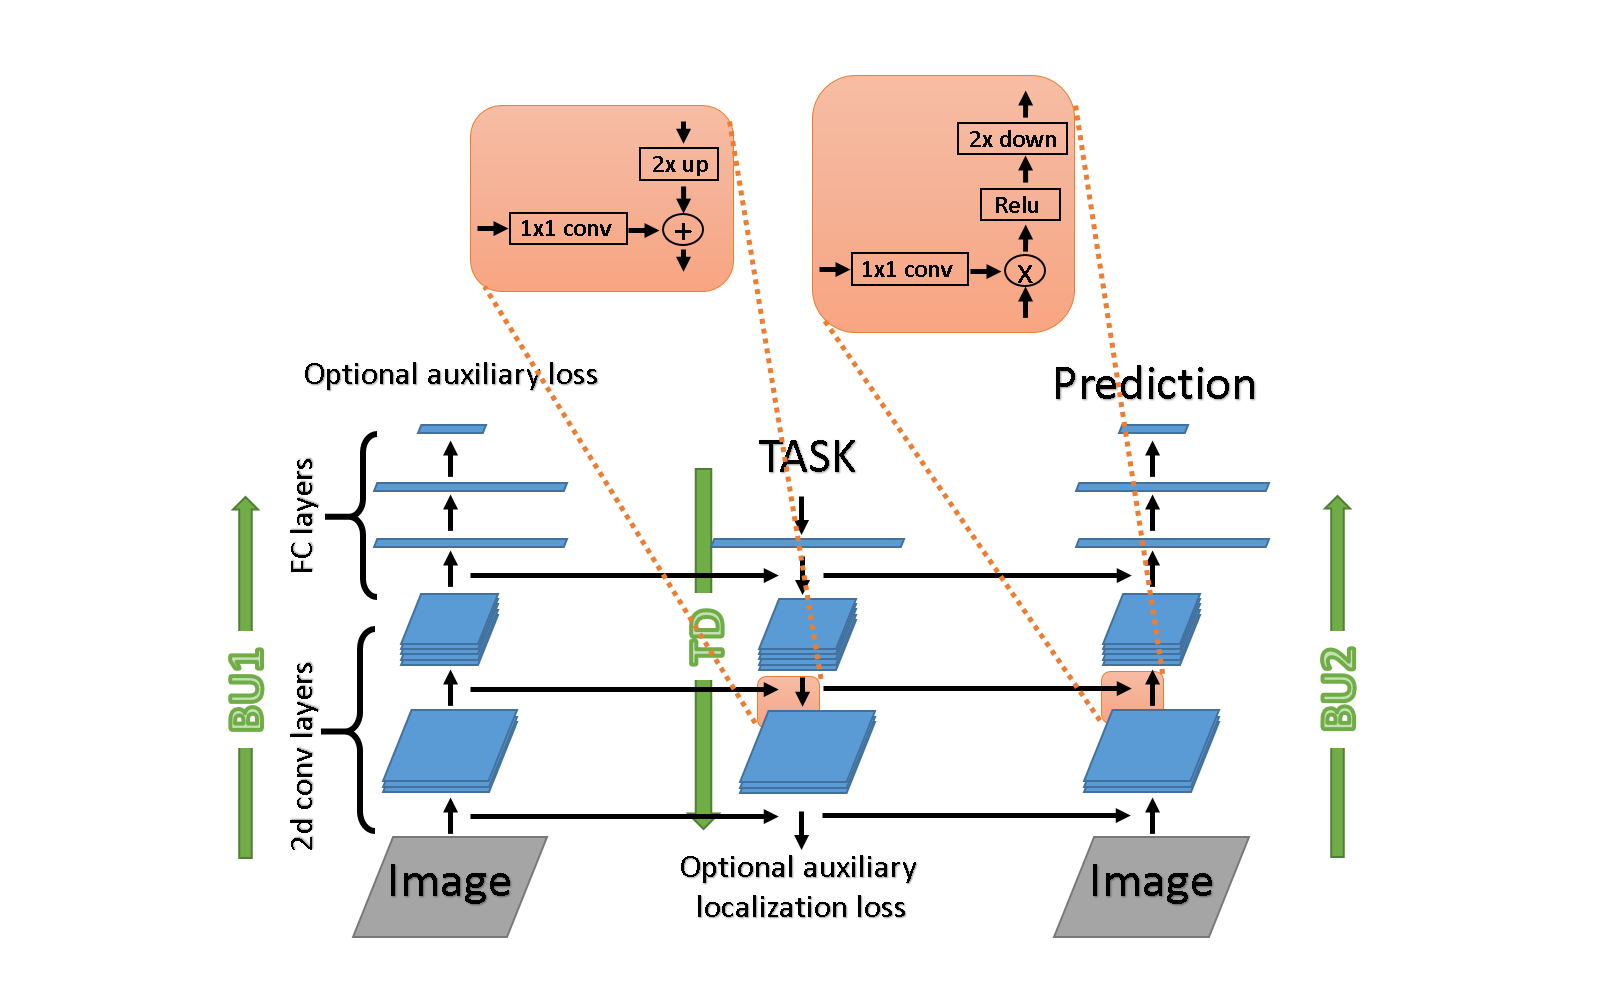 2x up
1x1 conv
+
2x down
Relu
1x1 conv
X
Optional auxiliary loss
Prediction
TASK
FC layers
2d conv layers
BU1
TD
BU2
Image
Optional auxiliary
localization loss
Image